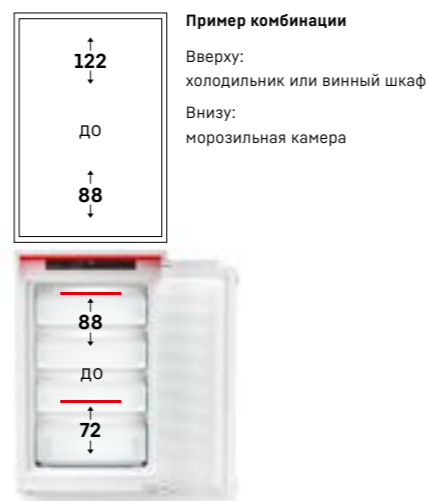 Пример комбинации
122
Вверху:
холодильник или винный шкаф
до
Внизу:
морозильная камера
88
88
до
72